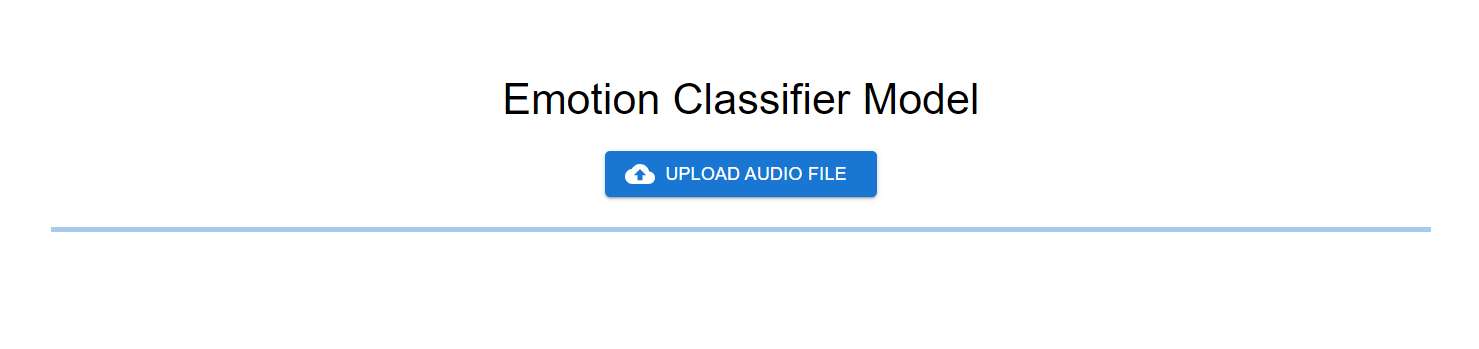 Emotion Classifier Model
UPLOAD AUDIO FILE